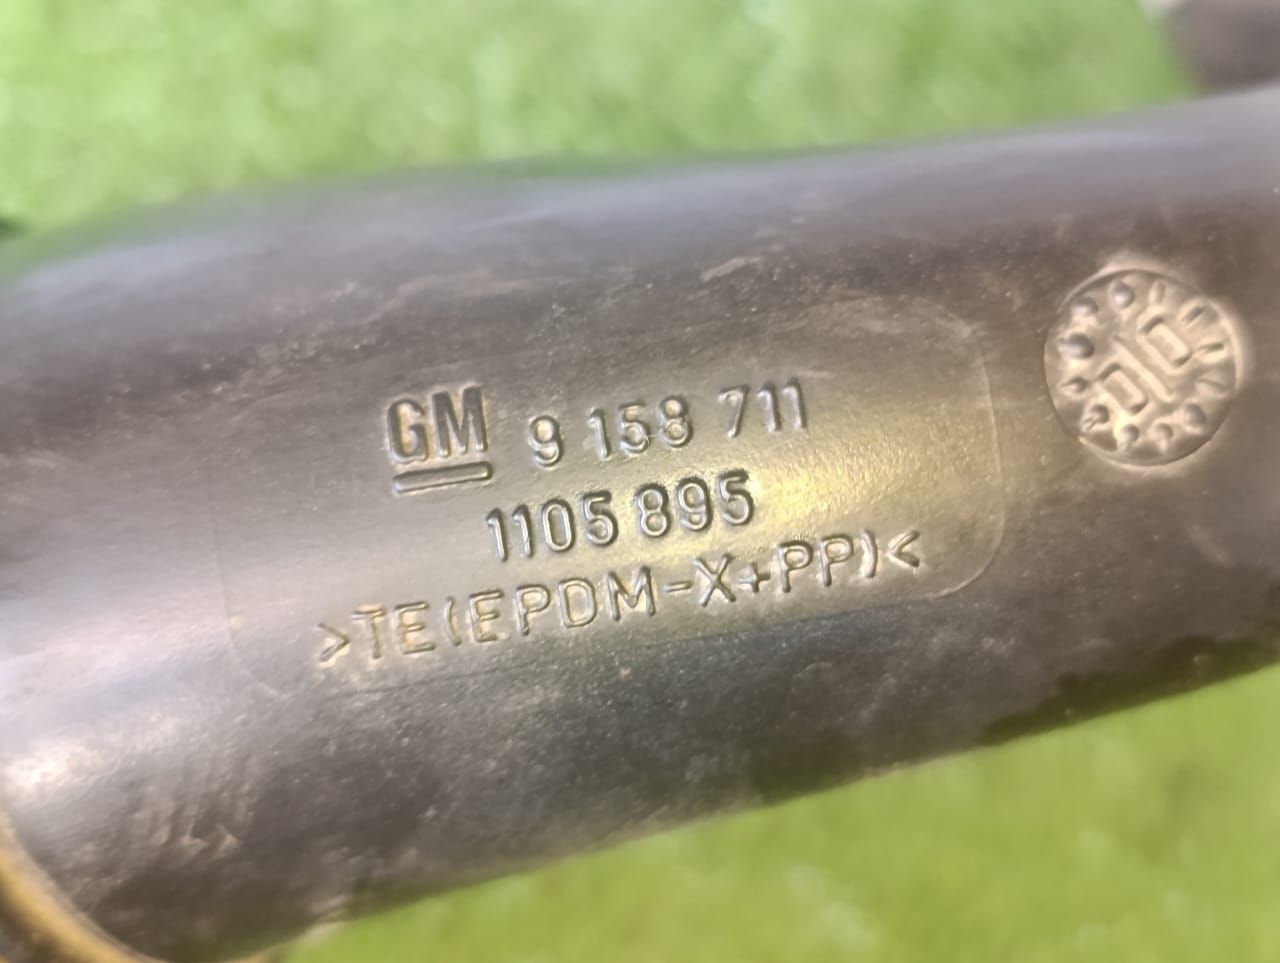 GM 9 158 711
1105 895
>TE(EPDM-X+PP)<